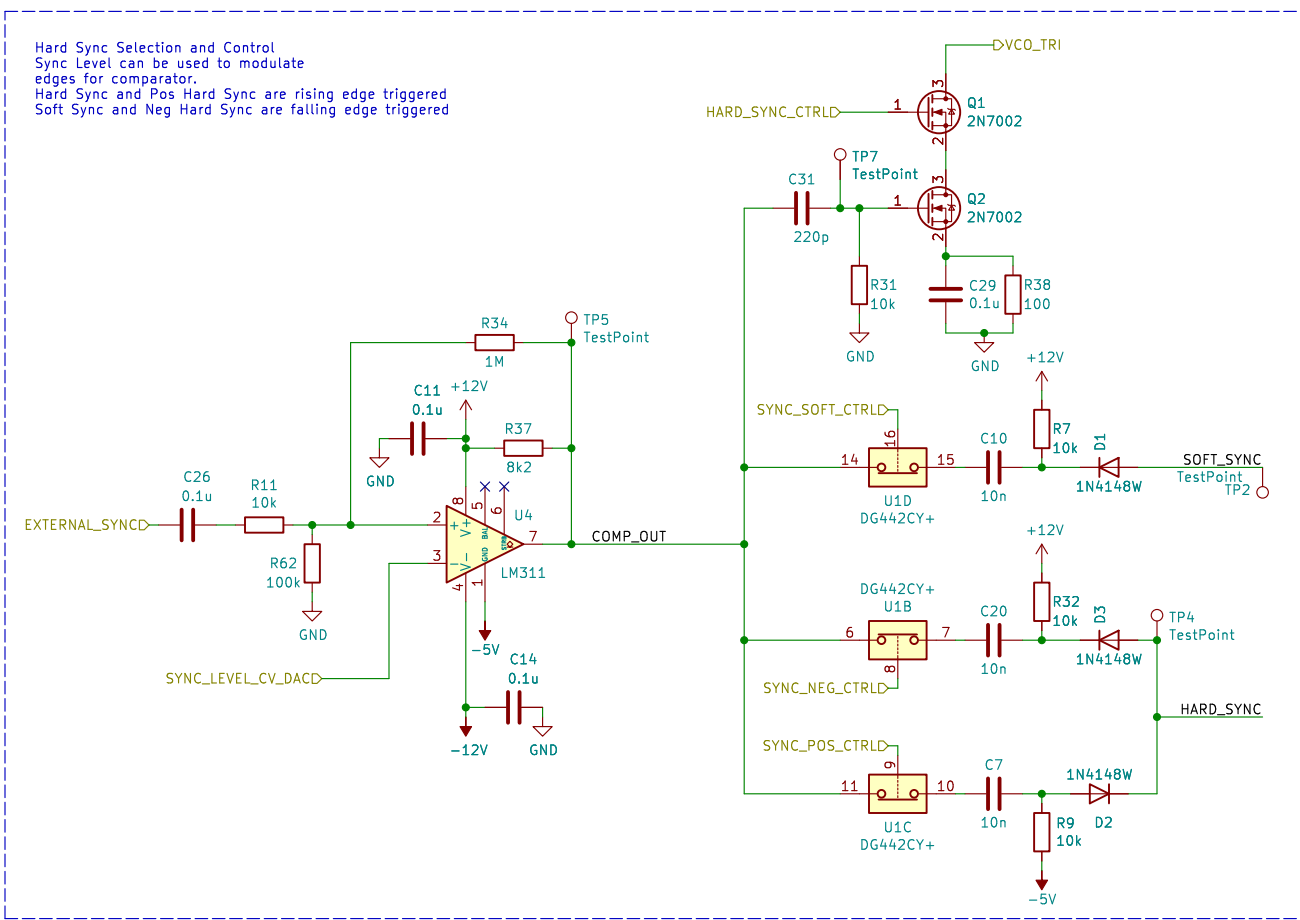 Hard Sync Selection and Control
Sync Level can be used to modulate
edges for comparator.
Hard Sync and Pos Hard Sync are rising edge triggered
Soft Sync and Neg Hard Sync are falling edge triggered
VCO_TRI
3
HARD_SYNC_CTRL
1
Q1
2N7002
2
TP7
TestPoint
C31
220p
3
1
Q2
2N7002
2
R31
10k
GND
C29
0.1u
R38
100
GND
R34
1M
TP5
TestPoint
C11
0.1u
+12V
GND
R37
8k2
C26
0.1u
R11
10k
EXTERNAL_SYNC
R62
100k
GND
2
3
8
5
6
7
4
1
+
-
V+
V-
BAL
GND
STRB
U4
LM311
COMP_OUT
-5V
SYNC_LEVEL_CV_DAC
C14
0.1u
-12V
GND
SYNC_SOFT_CTRL
16
14
15
U1D
DG442CY+
C10
10n
+12V
R7
10k
D1
1N4148W
SOFT_SYNC
TestPoint
TP2
DG442CY+
U1B
6
7
8
SYNC_NEG_CTRL
C20
10n
+12V
R32
10k
D3
1N4148W
TP4
TestPoint
HARD_SYNC
SYNC_POS_CTRL
9
11
10
U1C
DG442CY+
C7
10n
R9
10k
-5V
1N4148W
D2